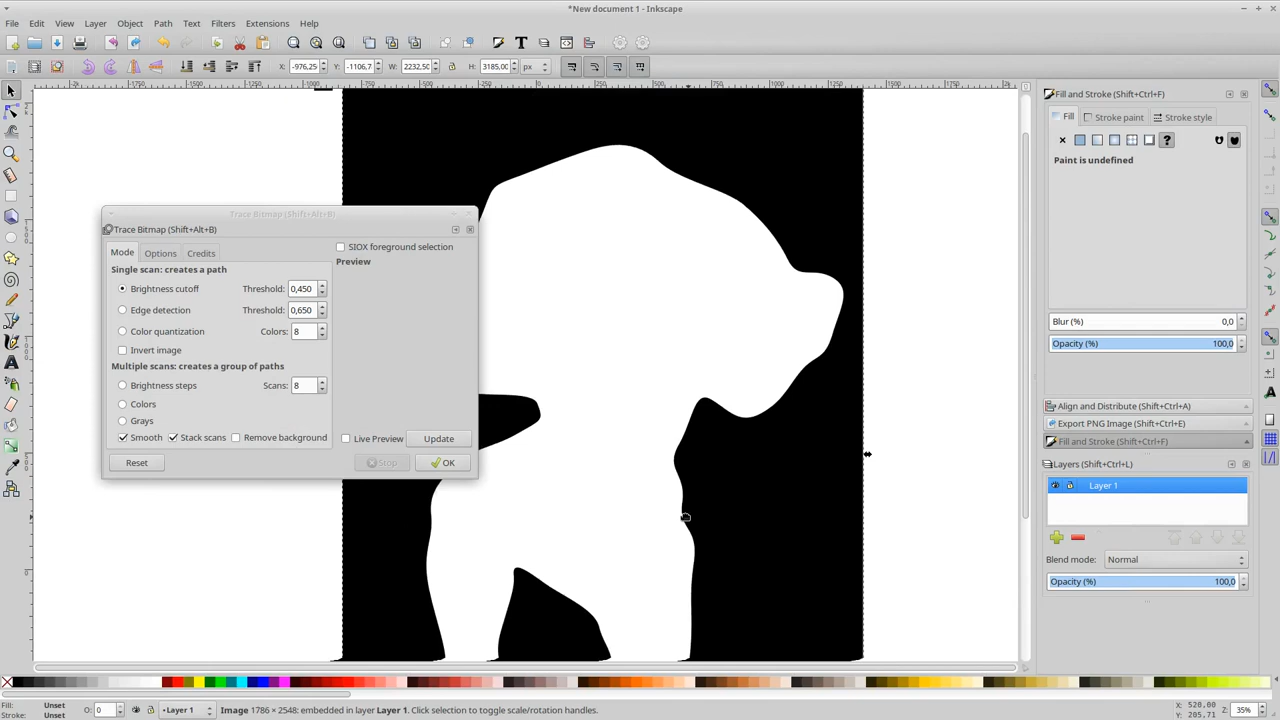 *New document 1 - Inkscape
File Edit View Layer Object Path Text Filters Extensions Help
X: -976,25 Y: -1106,7 W: 2232,50 H: 3185,00 px
Trace Bitmap (Shift+Alt+B)
Trace Bitmap (Shift+Alt+B)
Mode Options Credits
SIOX foreground selection
Preview
Single scan: creates a path
Brightness cutoff Threshold: 0,450
Edge detection Threshold: 0,650
Color quantization Colors: 8
Invert image
Multiple scans: creates a group of paths
Brightness steps Scans: 8
Colors
Grays
Smooth Stack scans Remove background
Live Preview Update
Reset Stop OK
Fill and Stroke (Shift+Ctrl+F)
Fill Stroke paint Stroke style
?
Paint is undefined
Blur (%) 0,0
Opacity (%) 100,0
Align and Distribute (Shift+Ctrl+A)
Export PNG Image (Shift+Ctrl+E)
Fill and Stroke (Shift+Ctrl+F)
Layers (Shift+Ctrl+L)
Layer 1
Blend mode: Normal
Opacity (%) 100,0
Fill: Unset
Stroke: Unset
O: 0
Layer 1
Image 1786 × 2548: embedded in layer Layer 1. Click selection to toggle scale/rotation handles.
X: 520,00
Y: 205,71
Z: 35%